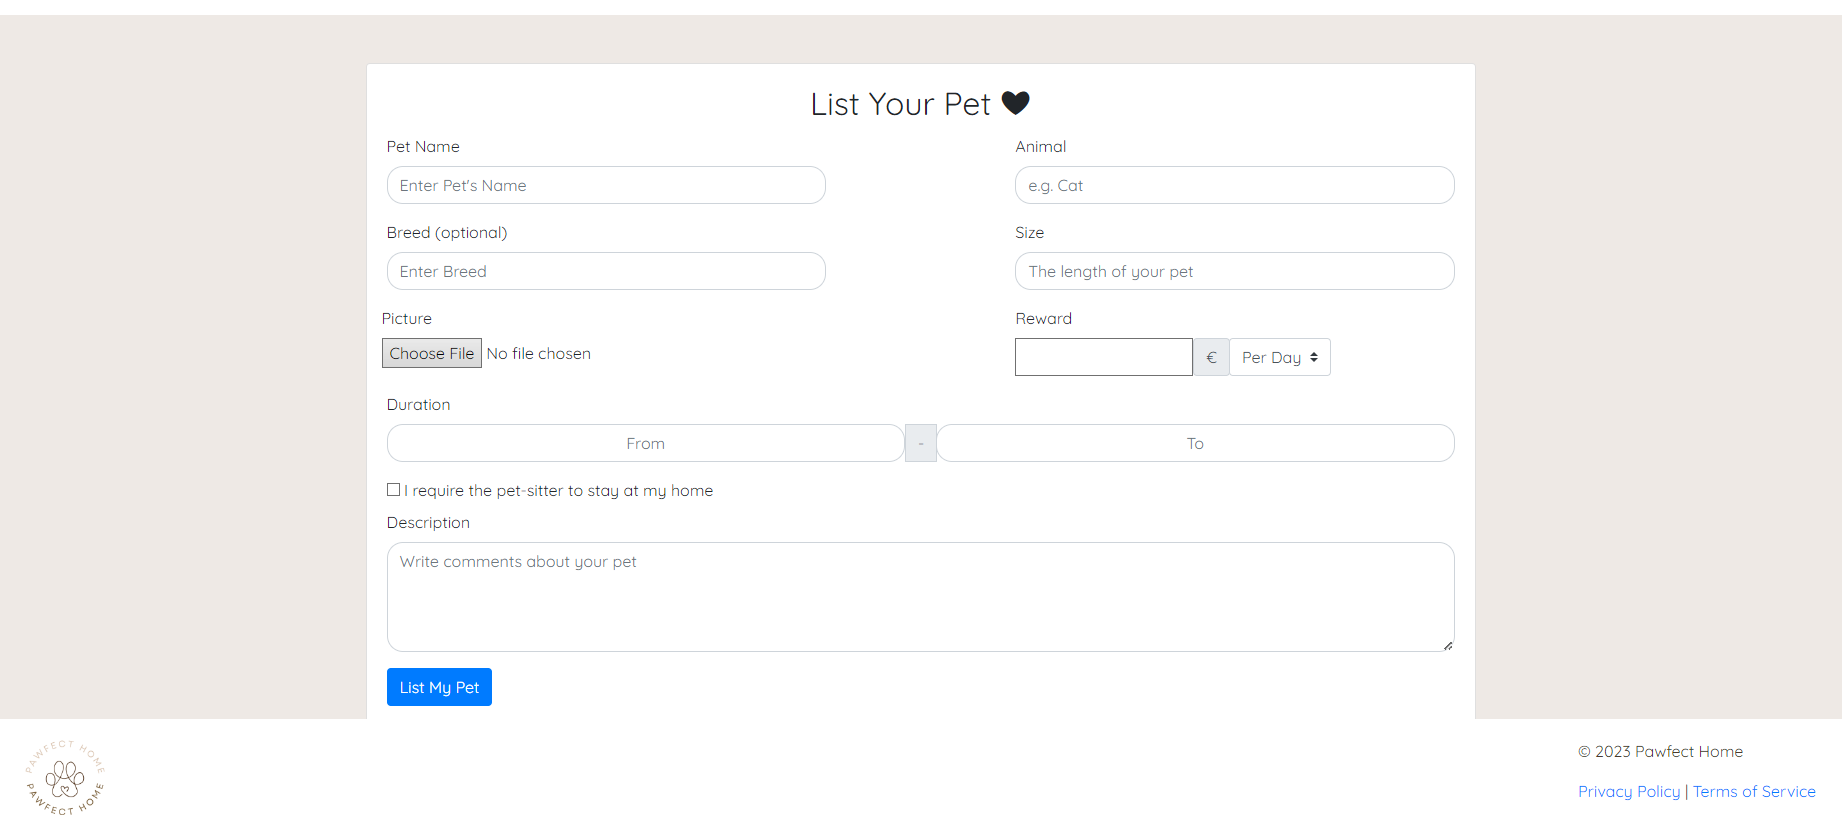 List Your Pet
Pet Name
Animal
Enter Pet's Name
e.g. Cat
Breed (optional)
Size
Enter Breed
The length of your pet
Picture
Reward
Choose File No file chosen
€ Per Day
Duration
From - To
I require the pet-sitter to stay at my home
Description
Write comments about your pet
List My Pet
PAWFECT HOME
PAWFECT HOME
© 2023 Pawfect Home
Privacy Policy | Terms of Service